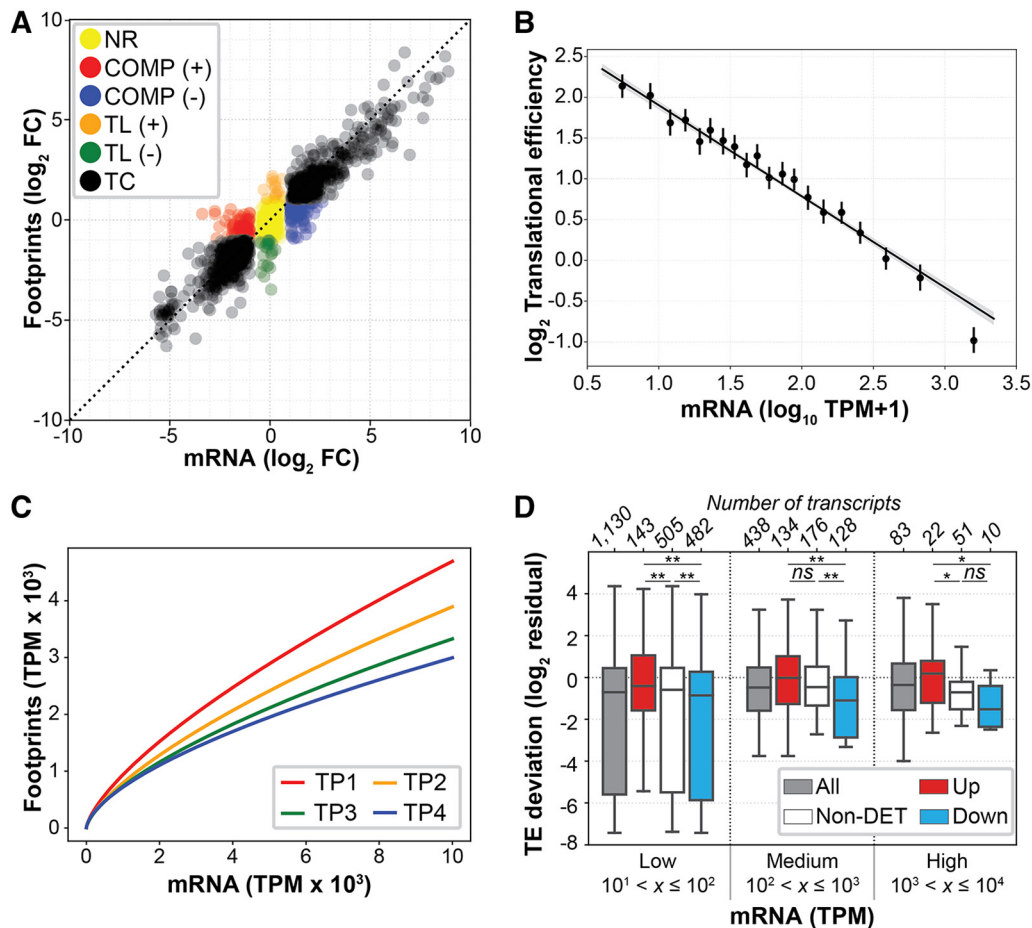 A
10
5
0
-5
-10
-10
-5
0
5
10
Footprints (log2 FC)
mRNA (log2 FC)
NR
COMP (+)
COMP (-)
TL (+)
TL (-)
TC
B
2.5
2.0
1.5
1.0
0.5
0.0
-0.5
-1.0
0.5
1.0
1.5
2.0
2.5
3.0
3.5
log2 Translational efficiency
mRNA (log10 TPM+1)
C
4
3
2
1
0
0
2
4
6
8
10
Footprints (TPM x 10³)
mRNA (TPM x 10³)
TP1
TP2
TP3
TP4
D
Number of transcripts
1,130
143
505
482
438
134
176
128
83
22
51
10
**
** **
**
ns **
*
* ns
4
2
0
-2
-4
-6
-8
TE deviation (log2 residual)
All
Up
Non-DET
Down
Low
Medium
High
10¹ < x ≤ 10²
10² < x ≤ 10³
10³ < x ≤ 10⁴
mRNA (TPM)